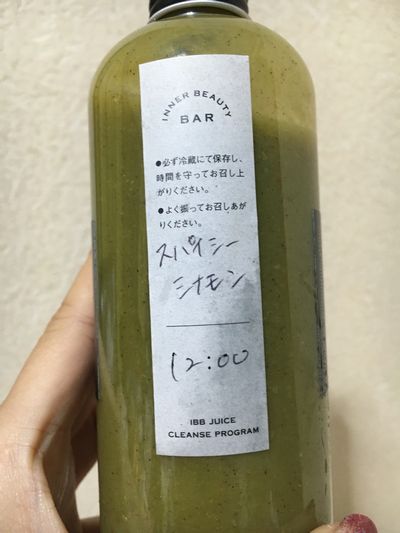 INNER BEAUTY
BAR
●必ず冷蔵にて保存し、
時間を守ってお召し上
がりください。
●よく振ってお召しあが
りください。
スパイシー
シナモン
12:00
IBB JUICE
CLEANSE PROGRAM